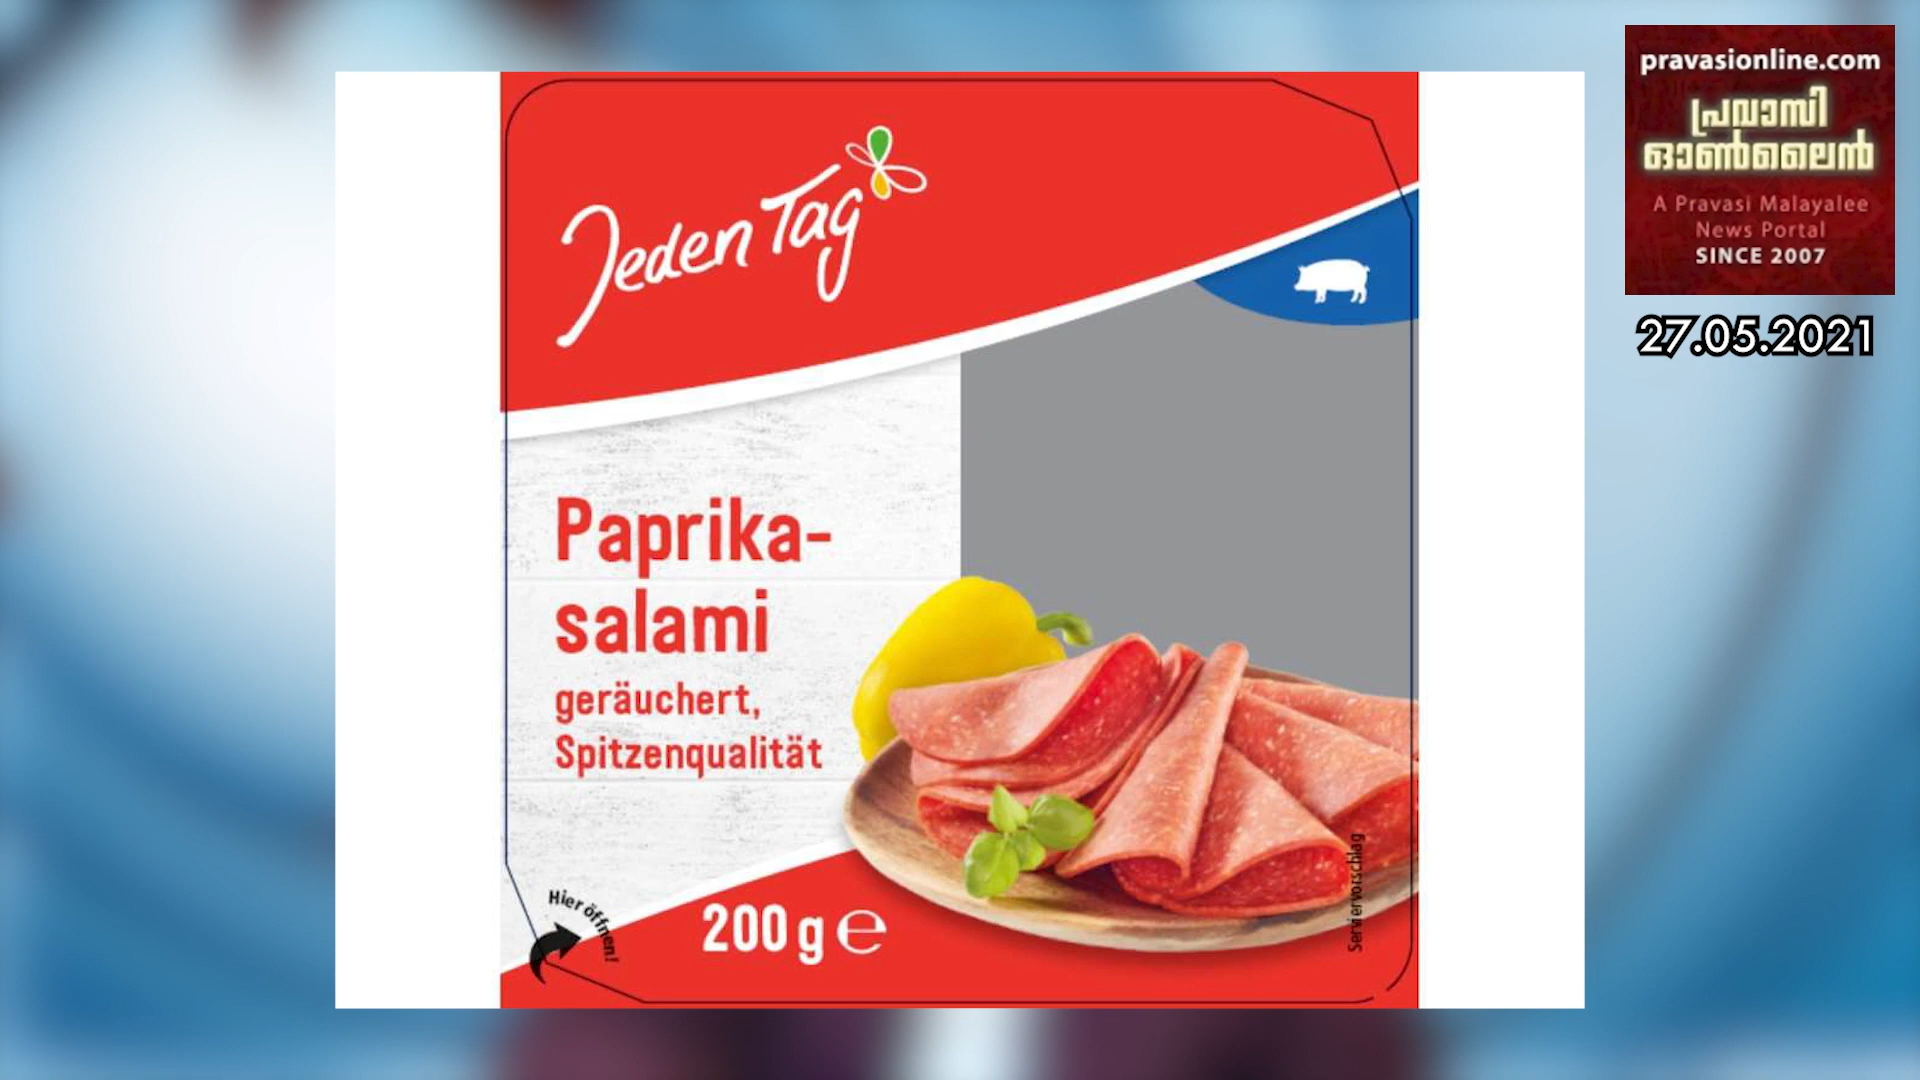 pravasionline.com
പ്രവാസി
ഓൺലൈൻ
A Pravasi Malayalee
News Portal
SINCE 2007
27.05.2021
Jeden Tag
Paprika-
salami
geräuchert,
Spitzenqualität
Hier öffnen!
200 g e
Serviervorschlag